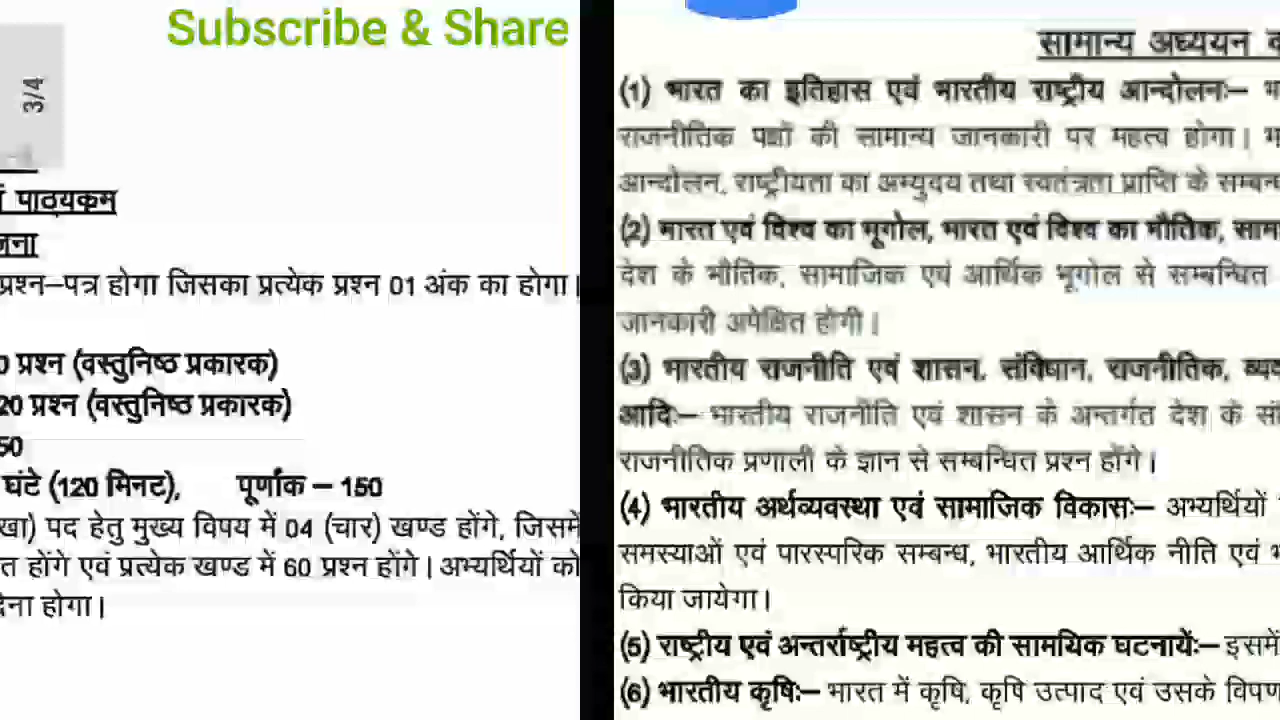 Subscribe & Share
3/4
पाठ्यक्रम
प्रश्न–पत्र होगा जिसका प्रत्येक प्रश्न 01 अंक का होगा।
0 प्रश्न (वस्तुनिष्ठ प्रकारक)
20 प्रश्न (वस्तुनिष्ठ प्रकारक)
50
घंटे (120 मिनट), पूर्णांक – 150
खा) पद हेतु मुख्य विषय में 04 (चार) खण्ड होंगे, जिसमें
त होंगे एवं प्रत्येक खण्ड में 60 प्रश्न होंगे। अभ्यर्थियों को
देना होगा।
सामान्य अध्ययन
(1) भारत का इतिहास एवं भारतीय राष्ट्रीय आन्दोलनः–
राजनीतिक पक्षों की सामान्य जानकारी पर महत्व होगा।
आन्दोलन, राष्ट्रीयता का अभ्युदय तथा स्वतंत्रता प्राप्ति के
(2) भारत एवं विश्व का भूगोल, भारत एवं विश्व का भौतिक,
देश के भौतिक, सामाजिक एवं आर्थिक भूगोल से सम्बन्धित
जानकारी अपेक्षित होगी।
(3) भारतीय राजनीति एवं शासन, संविधान, राजनीतिक,
आदिः– भारतीय राजनीति एवं शासन के अन्तर्गत देश के
राजनीतिक प्रणाली के ज्ञान से सम्बन्धित प्रश्न होंगे।
(4) भारतीय अर्थव्यवस्था एवं सामाजिक विकासः– अभ्यर्थियों
समस्याओं एवं पारस्परिक सम्बन्ध, भारतीय आर्थिक नीति एवं
किया जायेगा।
(5) राष्ट्रीय एवं अन्तर्राष्ट्रीय महत्व की सामयिक घटनायेंः– इसमें
(6) भारतीय कृषिः– भारत में कृषि, कृषि उत्पाद एवं उसके विपण